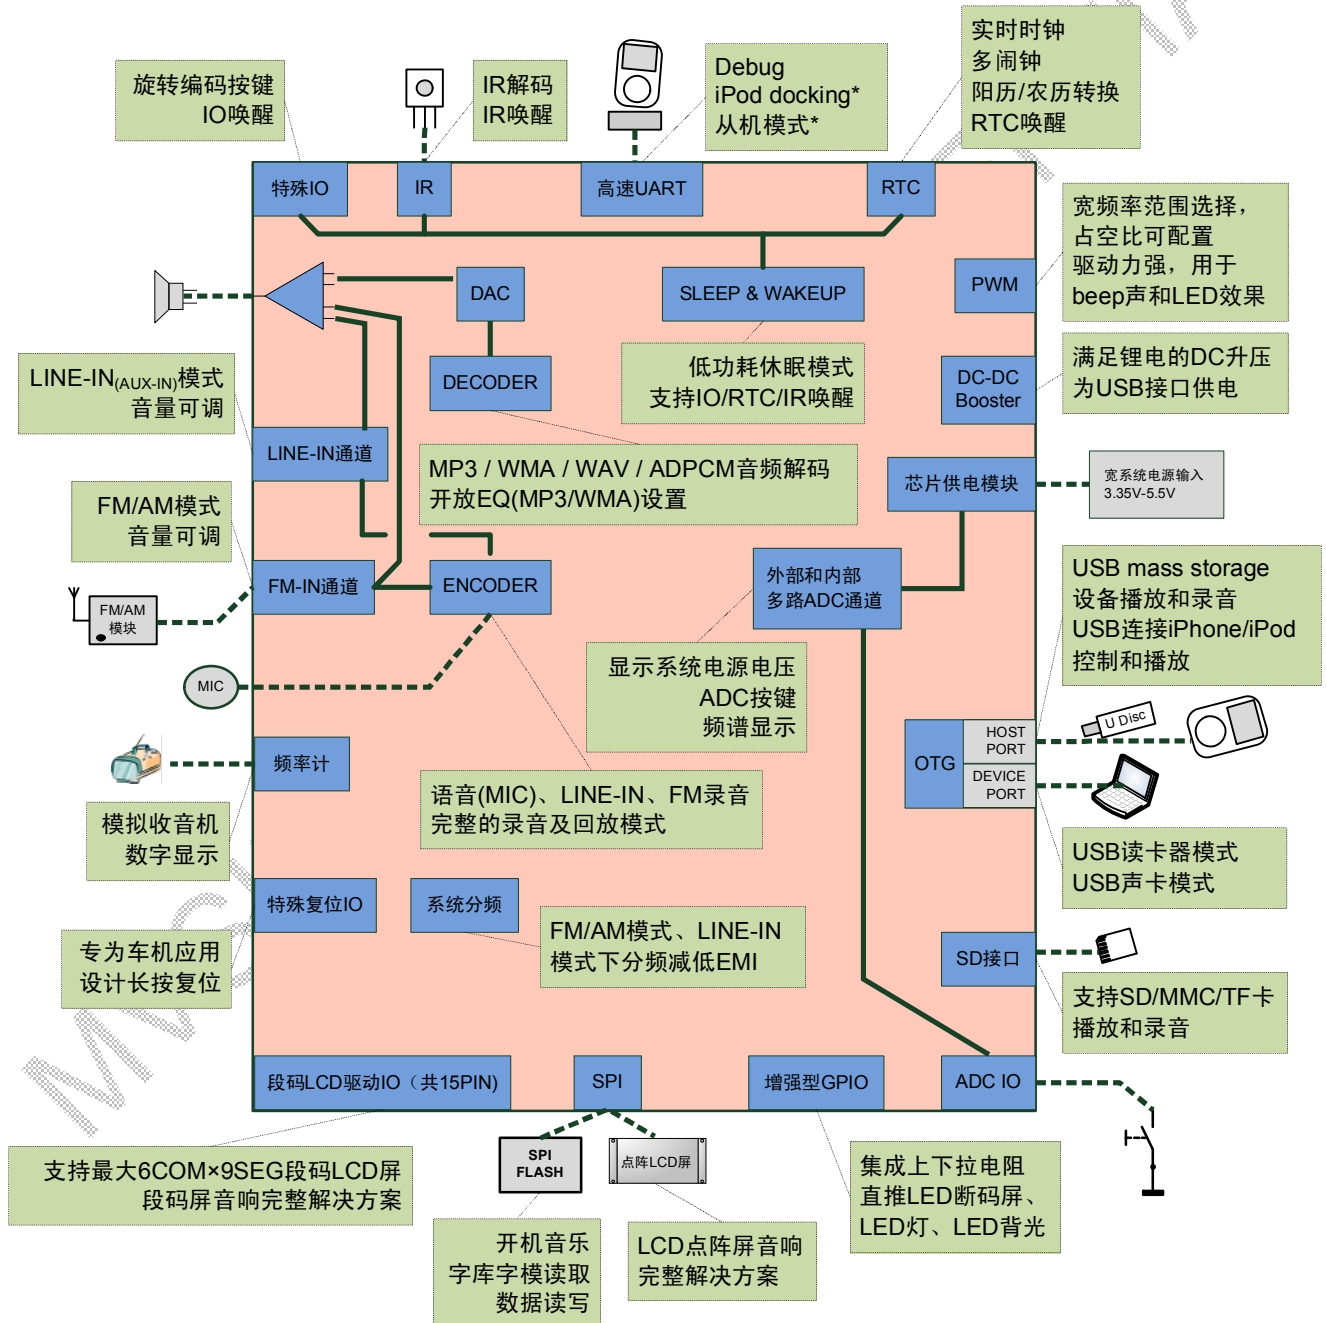 实时时钟
多闹钟
阳历/农历转换
RTC唤醒
Debug
iPod docking*
从机模式*
旋转编码按键
IO唤醒
IR解码
IR唤醒
特殊IO
IR
高速UART
RTC
宽频率范围选择，
占空比可配置
驱动力强，用于
beep声和LED效果
DAC
SLEEP & WAKEUP
PWM
LINE-IN(AUX-IN)模式
音量可调
DECODER
低功耗休眠模式
支持IO/RTC/IR唤醒
DC-DC
Booster
满足锂电的DC升压
为USB接口供电
LINE-IN通道
MP3 / WMA / WAV / ADPCM音频解码
开放EQ(MP3/WMA)设置
芯片供电模块
宽系统电源输入
3.35V-5.5V
FM/AM模式
音量可调
FM-IN通道
ENCODER
外部和内部
多路ADC通道
USB mass storage
设备播放和录音
USB连接iPhone/iPod
控制和播放
FM/AM
模块
MIC
显示系统电源电压
ADC按键
频谱显示
U Disc
OTG
HOST
PORT
DEVICE
PORT
频率计
语音(MIC)、LINE-IN、FM录音
完整的录音及回放模式
模拟收音机
数字显示
USB读卡器模式
USB声卡模式
特殊复位IO
系统分频
FM/AM模式、LINE-IN
模式下分频减低EMI
专为车机应用
设计长按复位
SD接口
支持SD/MMC/TF卡
播放和录音
段码LCD驱动IO（共15PIN)
SPI
增强型GPIO
ADC IO
支持最大6COM×9SEG段码LCD屏
段码屏音响完整解决方案
SPI
FLASH
点阵LCD屏
集成上下拉电阻
直推LED断码屏、
LED灯、LED背光
开机音乐
字库字模读取
数据读写
LCD点阵屏音响
完整解决方案